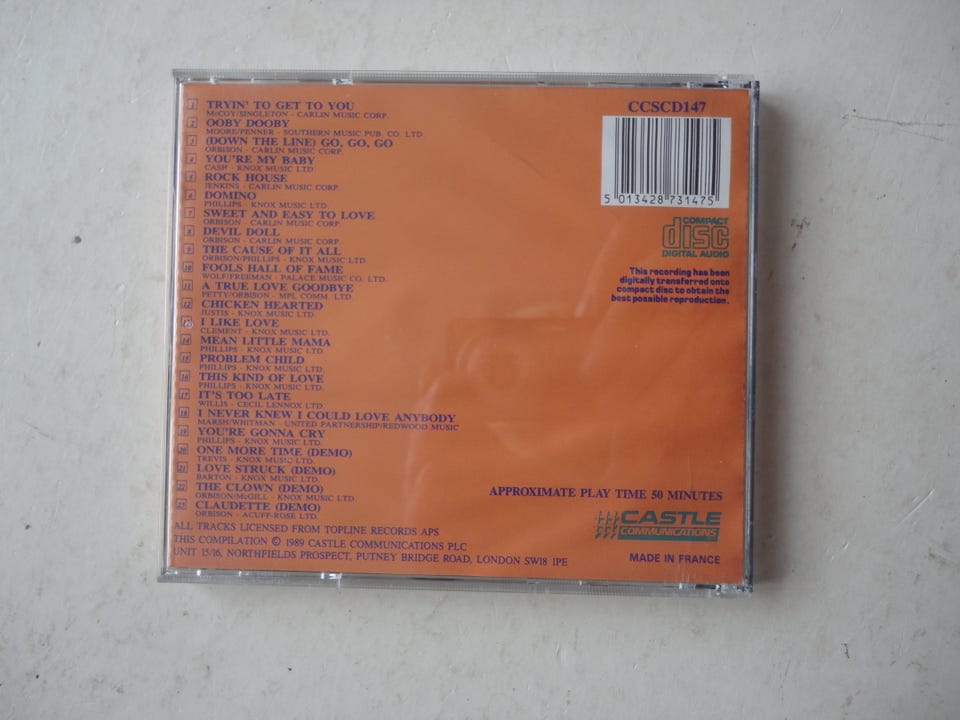 1 TRYIN' TO GET TO YOU
McCOY/SINGLETON - CARLIN MUSIC CORP.
2 OOBY DOOBY
MOORE/PENNER - SOUTHERN MUSIC PUB. CO. LTD.
3 (DOWN THE LINE) GO, GO, GO
ORBISON - CARLIN MUSIC CORP
4 YOU'RE MY BABY
CASH - KNOX MUSIC LTD
5 ROCK HOUSE
JENKINS - CARLIN MUSIC CORP
6 DOMINO
PHILLIPS - KNOX MUSIC LTD.
7 SWEET AND EASY TO LOVE
ORBISON - CARLIN MUSIC CORP.
8 DEVIL DOLL
ORBISON - CARLIN MUSIC CORP.
9 THE CAUSE OF IT ALL
ORBISON/PHILLIPS - KNOX MUSIC LTD.
10 FOOLS HALL OF FAME
WOLF/FREEMAN - PALACE MUSIC CO. LTD.
11 A TRUE LOVE GOODBYE
PETTY/ORBISON - MPL COMM. LTD
12 CHICKEN HEARTED
JUSTIS - KNOX MUSIC LTD.
13 I LIKE LOVE
CLEMENT - KNOX MUSIC LTD.
14 MEAN LITTLE MAMA
PHILLIPS - KNOX MUSIC LTD.
15 PROBLEM CHILD
PHILLIPS - KNOX MUSIC LTD.
16 THIS KIND OF LOVE
PHILLIPS - KNOX MUSIC LTD.
17 IT'S TOO LATE
WILLIS - CECIL LENNOX LTD.
18 I NEVER KNEW I COULD LOVE ANYBODY
MARSH/WHITMAN - UNITED PARTNERSHIP/REDWOOD MUSIC
19 YOU'RE GONNA CRY
PHILLIPS - KNOX MUSIC LTD.
20 ONE MORE TIME (DEMO)
TREVIS - KNOX MUSIC LTD.
21 LOVE STRUCK (DEMO)
BARTON - KNOX MUSIC LTD.
22 THE CLOWN (DEMO)
ORBISON/McGILL - KNOX MUSIC LTD.
23 CLAUDETTE (DEMO)
ORBISON - ACUFF-ROSE LTD.
ALL TRACKS LICENSED FROM TOPLINE RECORDS APS
THIS COMPILATION © 1989 CASTLE COMMUNICATIONS PLC
UNIT 15/16, NORTHFIELDS PROSPECT, PUTNEY BRIDGE ROAD, LONDON SW18 1PE
CCSCD147
5 013428 731475
COMPACT
disc
DIGITAL AUDIO
This recording has been
digitally transferred onto
compact disc to obtain the
best possible reproduction.
APPROXIMATE PLAY TIME 50 MINUTES
CASTLE
COMMUNICATIONS
MADE IN FRANCE